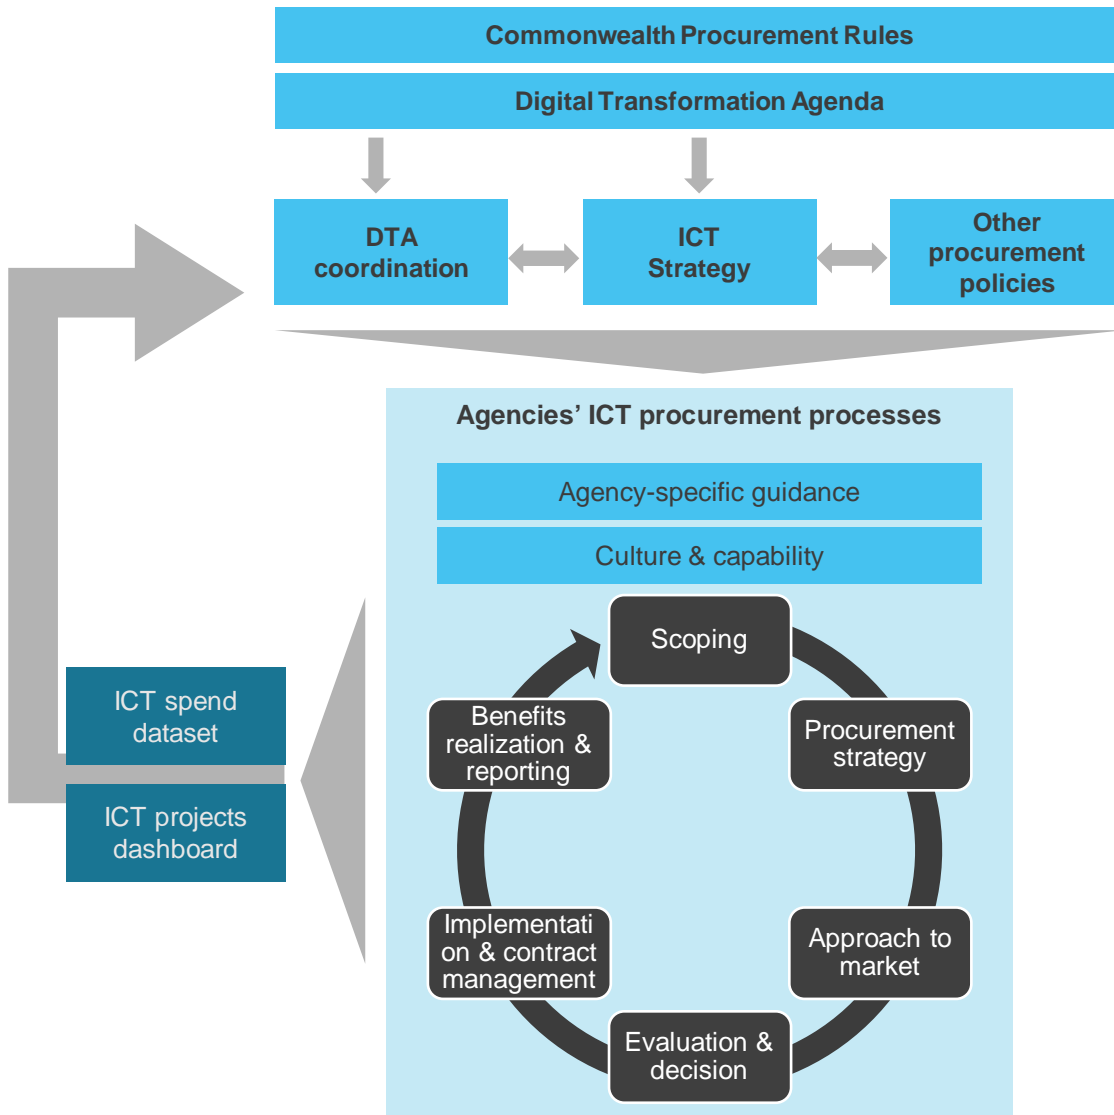 Commonwealth Procurement Rules
Digital Transformation Agenda
DTA
coordination
ICT
Strategy
Other
procurement
policies
Agencies’ ICT procurement processes
Agency-specific guidance
Culture & capability
Scoping
Procurement
strategy
Approach to
market
Evaluation &
decision
Implementati
on & contract
management
Benefits
realization &
reporting
ICT spend
dataset
ICT projects
dashboard